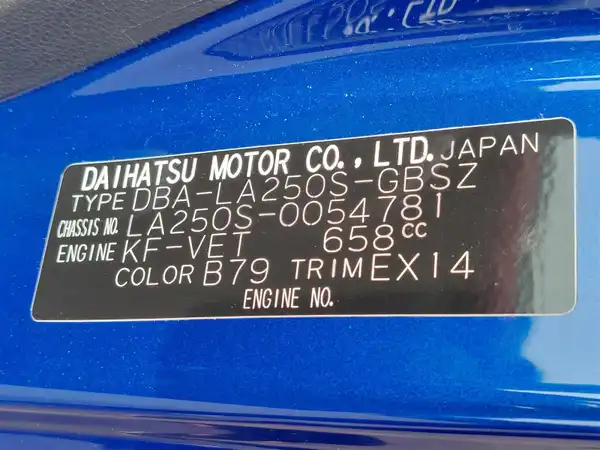 DAIHATSU MOTOR CO., LTD. JAPAN
TYPE DBA-LA250S-GBSZ
CHASSIS NO. LA250S-0054781
ENGINE KF-VET 658cc
COLOR B79 TRIM EX14
ENGINE NO.